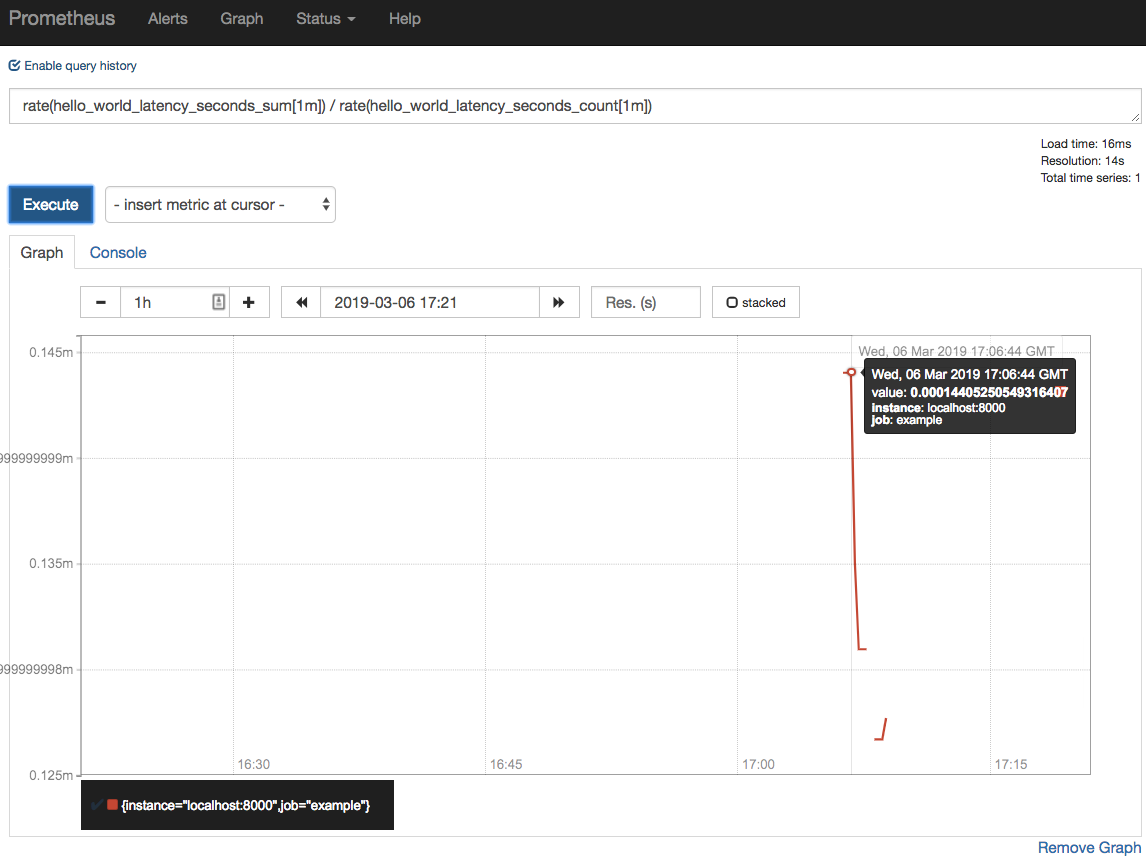 Prometheus Alerts Graph Status Help
Enable query history
rate(hello_world_latency_seconds_sum[1m]) / rate(hello_world_latency_seconds_count[1m])
Load time: 16ms
Resolution: 14s
Total time series: 1
Execute - insert metric at cursor -
Graph Console
1h 2019-03-06 17:21 Res. (s) stacked
0.145m
Wed, 06 Mar 2019 17:06:44 GMT
Wed, 06 Mar 2019 17:06:44 GMT
value: 0.00014405250549316407
instance: localhost:8000
job: example
999999999m
0.135m
999999998m
16:30 16:45 17:00 17:15
0.125m
{instance="localhost:8000",job="example"}
Remove Graph